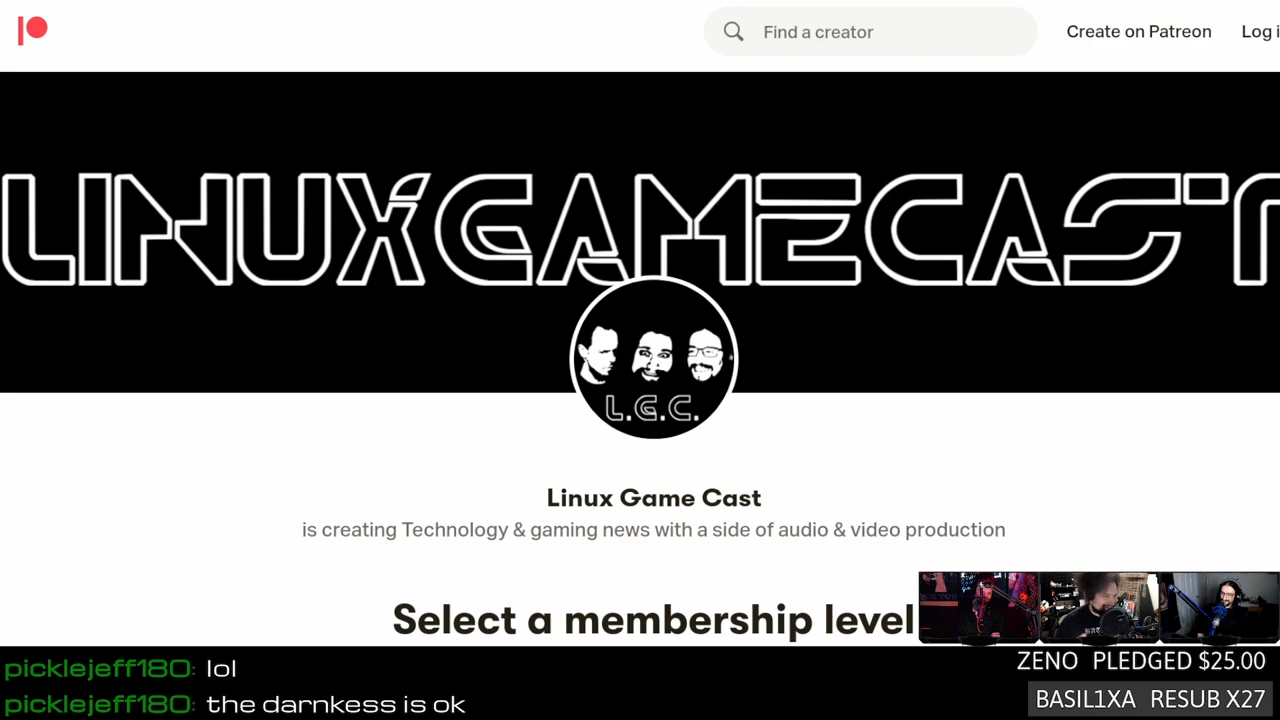 Find a creator
Create on Patreon
Log i
LINUXGAMECAST
L.G.C.
Linux Game Cast
is creating Technology & gaming news with a side of audio & video production
Select a membership level
picklejeff180: lol
picklejeff180: the darnkess is ok
ZENO PLEDGED $25.00
BASIL1XA RESUB X27